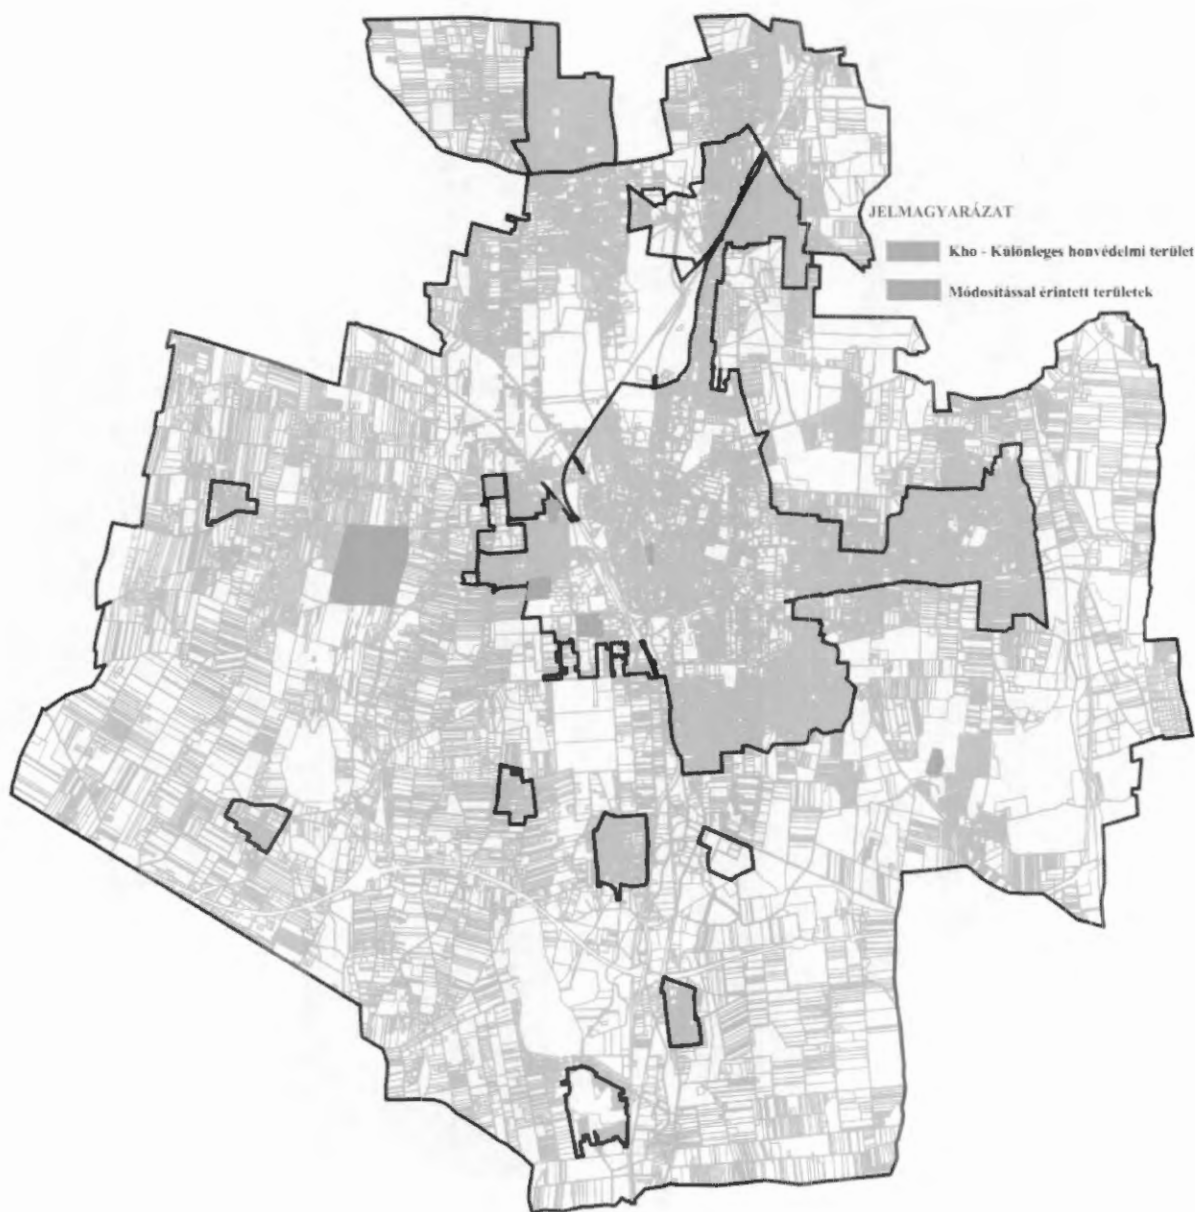 JELMAGYARÁZAT
Kho - Különleges honvédelmi terület
Módosítással érintett területek